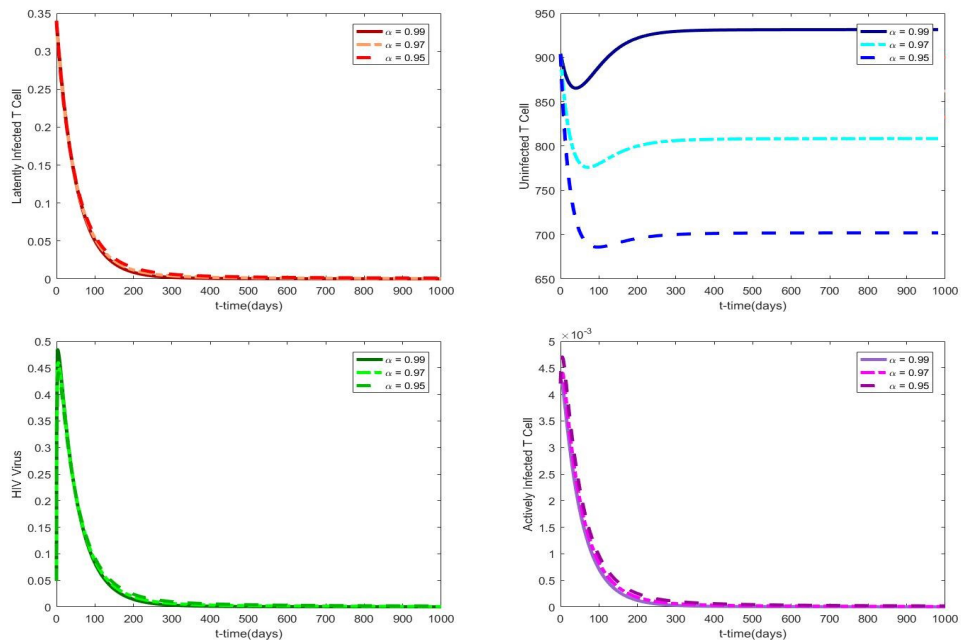 0.35
0.3
0.25
0.2
0.15
0.1
0.05
0
Latently Infected T Cell
α = 0.99
α = 0.97
α = 0.95
0 100 200 300 400 500 600 700 800 900 1000
t-time(days)
950
900
850
800
750
700
650
Uninfected T Cell
α = 0.99
α = 0.97
α = 0.95
0 100 200 300 400 500 600 700 800 900 1000
t-time(days)
0.5
0.45
0.4
0.35
0.3
0.25
0.2
0.15
0.1
0.05
0
HIV Virus
α = 0.99
α = 0.97
α = 0.95
0 100 200 300 400 500 600 700 800 900 1000
t-time(days)
×10⁻³
5
4.5
4
3.5
3
2.5
2
1.5
1
0.5
0
Actively Infected T Cell
α = 0.99
α = 0.97
α = 0.95
0 100 200 300 400 500 600 700 800 900 1000
t-time(days)